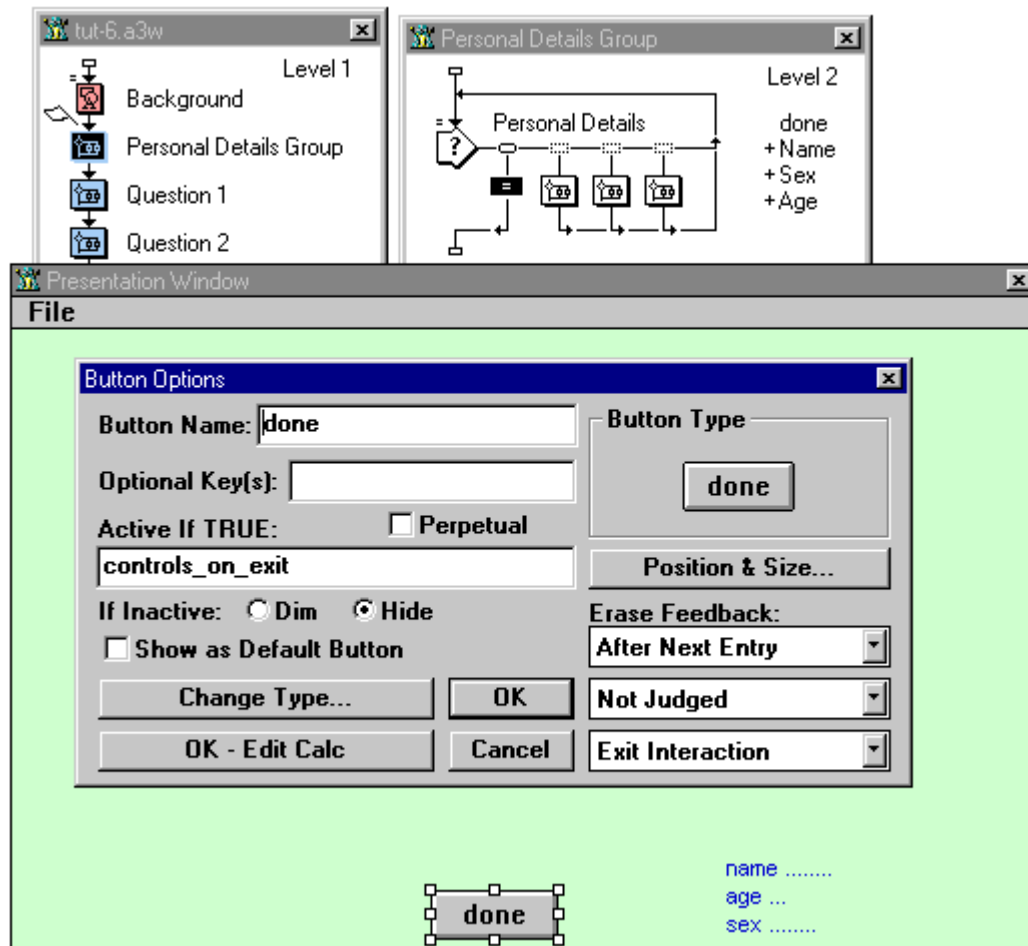 tut-6.a3w
Level 1
Background
Personal Details Group
Question 1
Question 2
Personal Details Group
Level 2
Personal Details
?
=
=
=
done
+Name
+Sex
+Age
Presentation Window
File
Button Options
Button Name: done
Optional Key(s):
Active If TRUE:
Perpetual
controls_on_exit
If Inactive: Dim Hide
Show as Default Button
Change Type...
OK
OK - Edit Calc
Cancel
Button Type
done
Position & Size...
Erase Feedback:
After Next Entry
Not Judged
Exit Interaction
done
name ........
age ...
sex ........